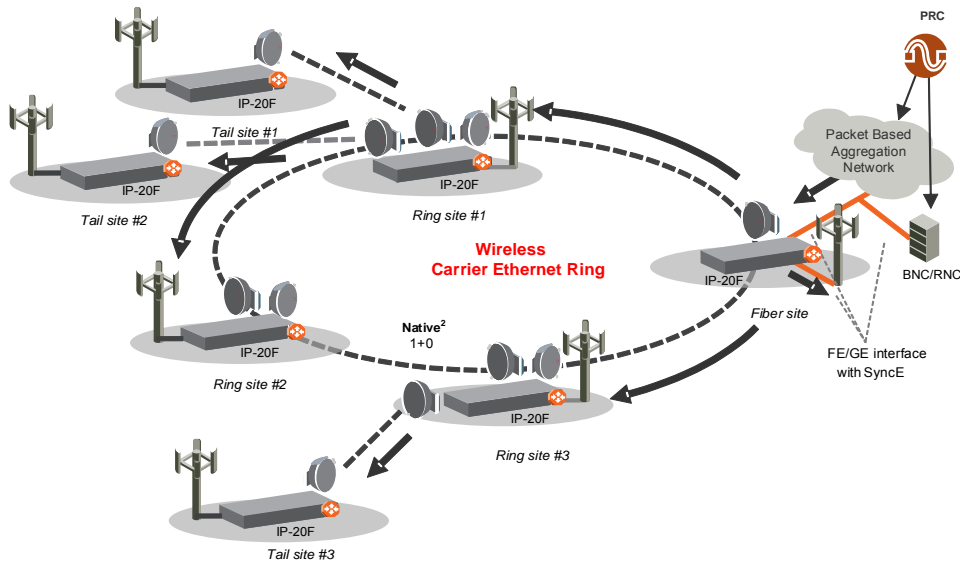 PRC
IP-20F
Tail site #1
Packet Based
Aggregation
Network
IP-20F
IP-20F
Tail site #2
Ring site #1
Wireless
Carrier Ethernet Ring
IP-20F
BNC/RNC
Fiber site
Native2
1+0
IP-20F
Ring site #2
FE/GE interface
with SyncE
IP-20F
Ring site #3
IP-20F
Tail site #3